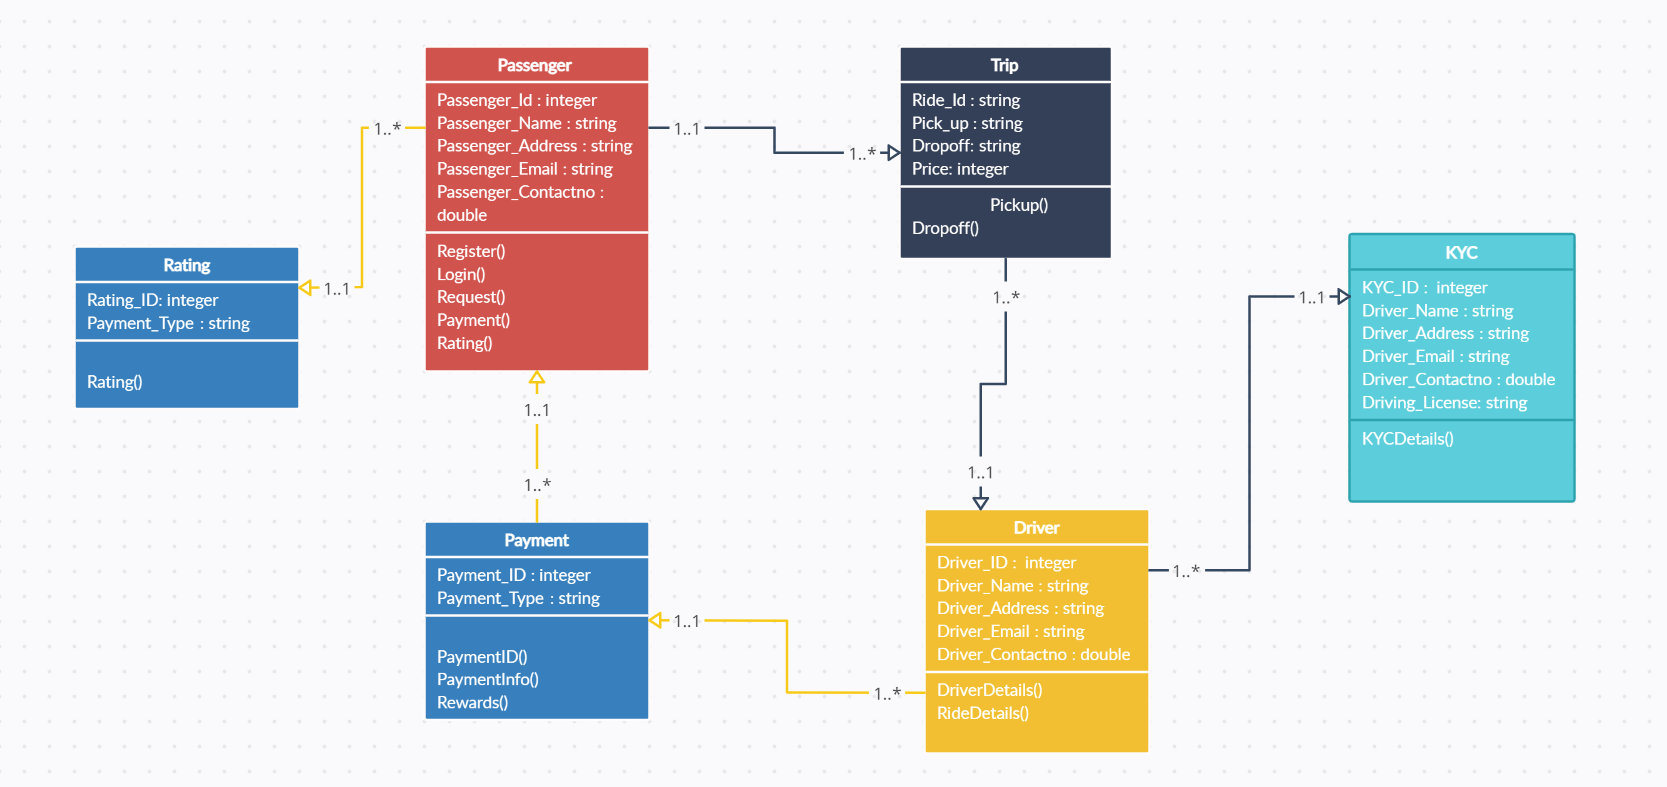 Passenger
Passenger_Id : integer
Passenger_Name : string
Passenger_Address : string
Passenger_Email : string
Passenger_Contactno :
double
Register()
Login()
Request()
Payment()
Rating()
1..*
1..1
1..1
1..*
Trip
Ride_Id : string
Pick_up : string
Dropoff: string
Price: integer
Pickup()
Dropoff()
Rating
Rating_ID: integer
Payment_Type : string
Rating()
KYC
KYC_ID : integer
Driver_Name : string
Driver_Address : string
Driver_Email : string
Driver_Contactno : double
Driving_License: string
KYCDetails()
1..*
1..1
1..1
1..1
1..*
Payment
Payment_ID : integer
Payment_Type : string
PaymentID()
PaymentInfo()
Rewards()
1..1
1..*
Driver
Driver_ID : integer
Driver_Name : string
Driver_Address : string
Driver_Email : string
Driver_Contactno : double
DriverDetails()
RideDetails()
1..*